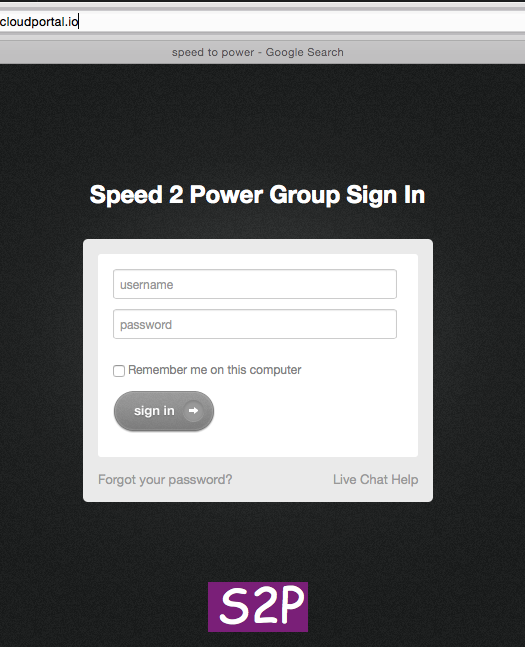 cloudportal.io
speed to power - Google Search
Speed 2 Power Group Sign In
username
password
Remember me on this computer
sign in
Forgot your password? Live Chat Help
S2P